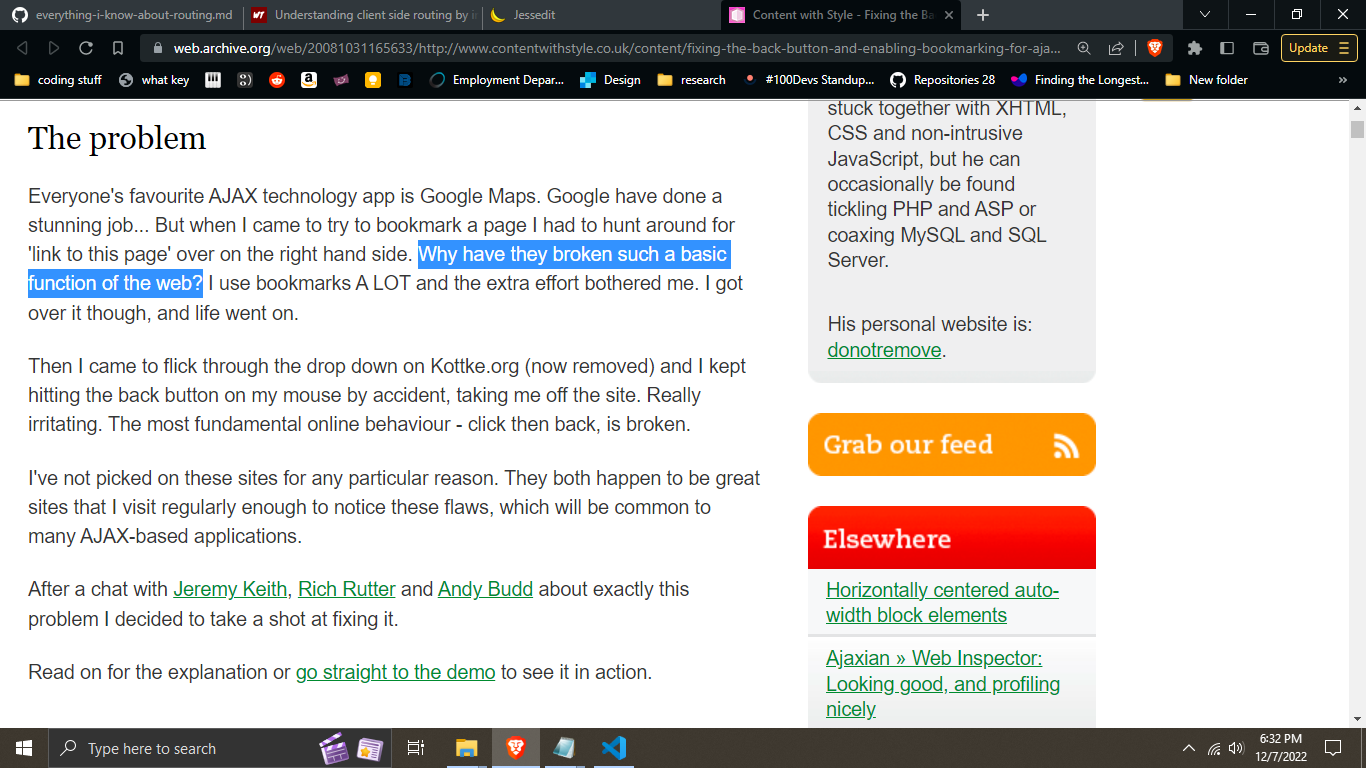 everything-i-know-about-routing.md
Understanding client side routing by i
Jessedit
Content with Style - Fixing the Ba
web.archive.org/web/20081031165633/http://www.contentwithstyle.co.uk/content/fixing-the-back-button-and-enabling-bookmarking-for-aja...
Update
coding stuff
what key
Employment Depar...
Design
research
#100Devs Standup...
Repositories 28
Finding the Longest...
New folder
»
The problem
Everyone's favourite AJAX technology app is Google Maps. Google have done a
stunning job... But when I came to try to bookmark a page I had to hunt around for
'link to this page' over on the right hand side. Why have they broken such a basic
function of the web? I use bookmarks A LOT and the extra effort bothered me. I got
over it though, and life went on.
Then I came to flick through the drop down on Kottke.org (now removed) and I kept
hitting the back button on my mouse by accident, taking me off the site. Really
irritating. The most fundamental online behaviour - click then back, is broken.
I've not picked on these sites for any particular reason. They both happen to be great
sites that I visit regularly enough to notice these flaws, which will be common to
many AJAX-based applications.
After a chat with Jeremy Keith, Rich Rutter and Andy Budd about exactly this
problem I decided to take a shot at fixing it.
Read on for the explanation or go straight to the demo to see it in action.
stuck together with XHTML,
CSS and non-intrusive
JavaScript, but he can
occasionally be found
tickling PHP and ASP or
coaxing MySQL and SQL
Server.
His personal website is:
donotremove.
Grab our feed
Elsewhere
Horizontally centered auto-
width block elements
Ajaxian » Web Inspector:
Looking good, and profiling
nicely
Type here to search
6:32 PM
12/7/2022